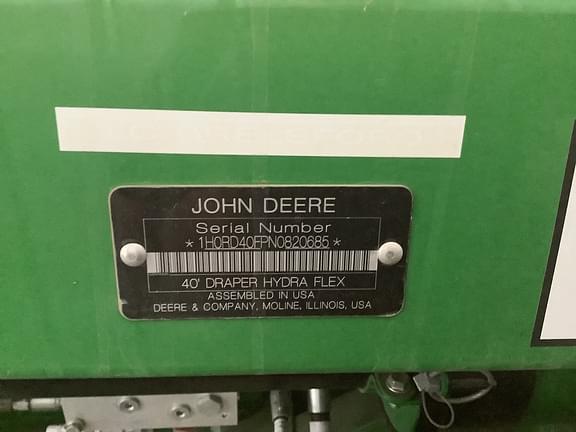 JOHN DEERE
Serial Number
*1H0RD40FPN0820685*
40' DRAPER HYDRA FLEX
ASSEMBLED IN USA
DEERE & COMPANY, MOLINE, ILLINOIS, USA